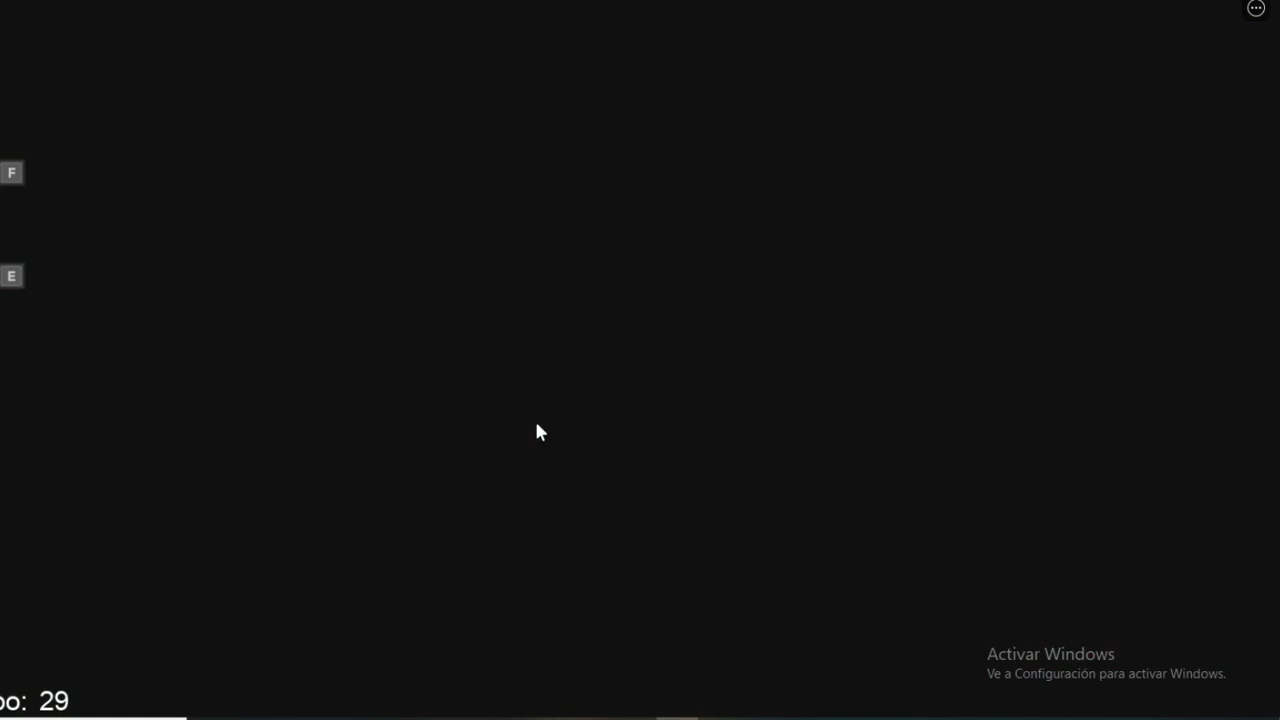 F
E
Activar Windows
Ve a Configuración para activar Windows.
po: 29